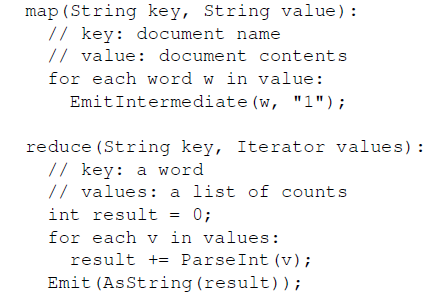 map(String key, String value):
// key: document name
// value: document contents
for each word w in value:
EmitIntermediate(w, "1");
reduce(String key, Iterator values):
// key: a word
// values: a list of counts
int result = 0;
for each v in values:
result += ParseInt(v);
Emit(AsString(result));